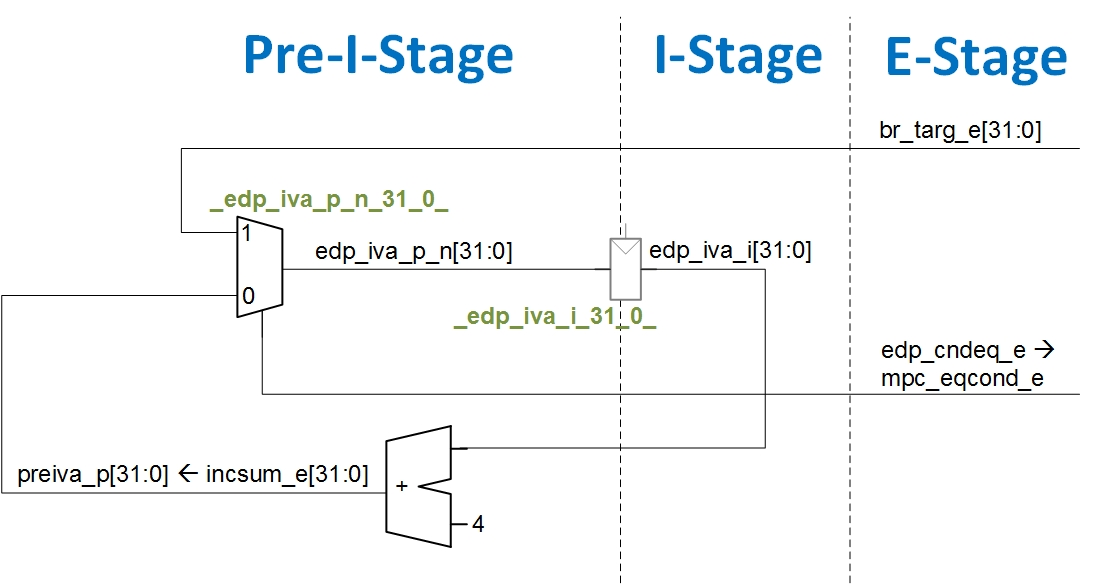 Pre-I-Stage
I-Stage
E-Stage
br_targ_e[31:0]
_edp_iva_p_n_31_0_
1
edp_iva_p_n[31:0]
edp_iva_i[31:0]
0
_edp_iva_i_31_0_
edp_cndeq_e →
mpc_eqcond_e
preiva_p[31:0] ← incsum_e[31:0]
+
4